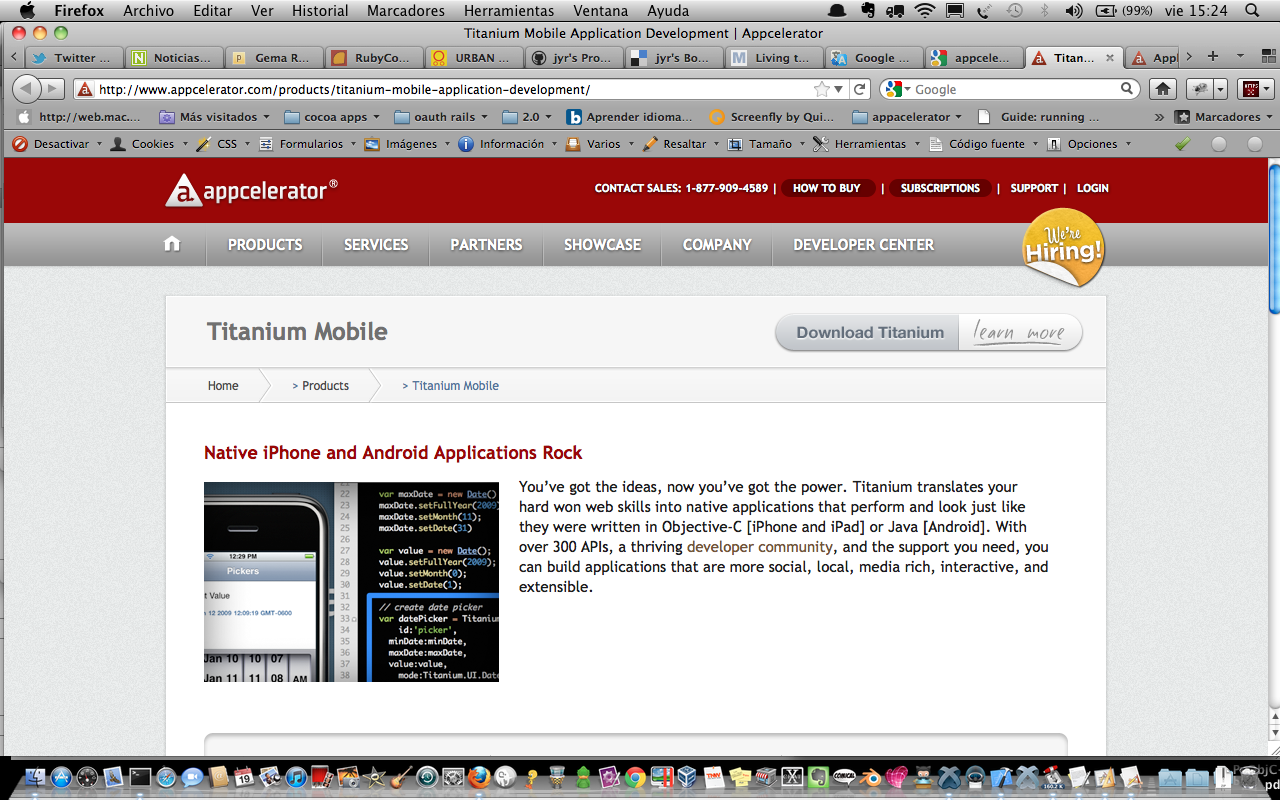 Firefox Archivo Editar Ver Historial Marcadores Herramientas Ventana Ayuda (99%) vie 15:24
Titanium Mobile Application Development | Appcelerator
Twitter ... Noticias... Gema R... RubyCo... URBAN ... jyr's Pro... jyr's Bo... Living t... Google ... appcele... Titan... Appl
http://www.appcelerator.com/products/titanium-mobile-application-development/ Google
http://web.mac.... Más visitados cocoa apps oauth rails 2.0 Aprender idioma... Screenfly by Qui... appacelerator Guide: running ... » Marcadores
Desactivar Cookies CSS Formularios Imágenes Información Varios Resaltar Tamaño Herramientas Código fuente Opciones
appcelerator®
CONTACT SALES: 1-877-909-4589 | HOW TO BUY | SUBSCRIPTIONS | SUPPORT | LOGIN
PRODUCTS SERVICES PARTNERS SHOWCASE COMPANY DEVELOPER CENTER
We're
Hiring!
Titanium Mobile
Download Titanium learn more
Home > Products > Titanium Mobile
Native iPhone and Android Applications Rock
22 var maxDate = new Date()
23 maxDate.setFullYear(2009)
24 maxDate.setMonth(11);
25 maxDate.setDate(31)
26
27 var value = new Date();
28 value.setFullYear(2009);
29 value.setMonth(0);
30 value.setDate(1);
31
32 // create date picker
33 var datePicker = Titanium
34 id:'picker',
35 minDate:minDate,
36 maxDate:maxDate,
37 value:value,
38 mode:Titanium.UI.Date
12:29 PM
Pickers
t Value
12 2009 12:09:19 GMT-0600
Jan 10 10 07
Jan 11 11 08 AM
You've got the ideas, now you've got the power. Titanium translates your
hard won web skills into native applications that perform and look just like
they were written in Objective-C [iPhone and iPad] or Java [Android]. With
over 300 APIs, a thriving developer community, and the support you need, you
can build applications that are more social, local, media rich, interactive, and
extensible.
19
COMICAL
160.2 K